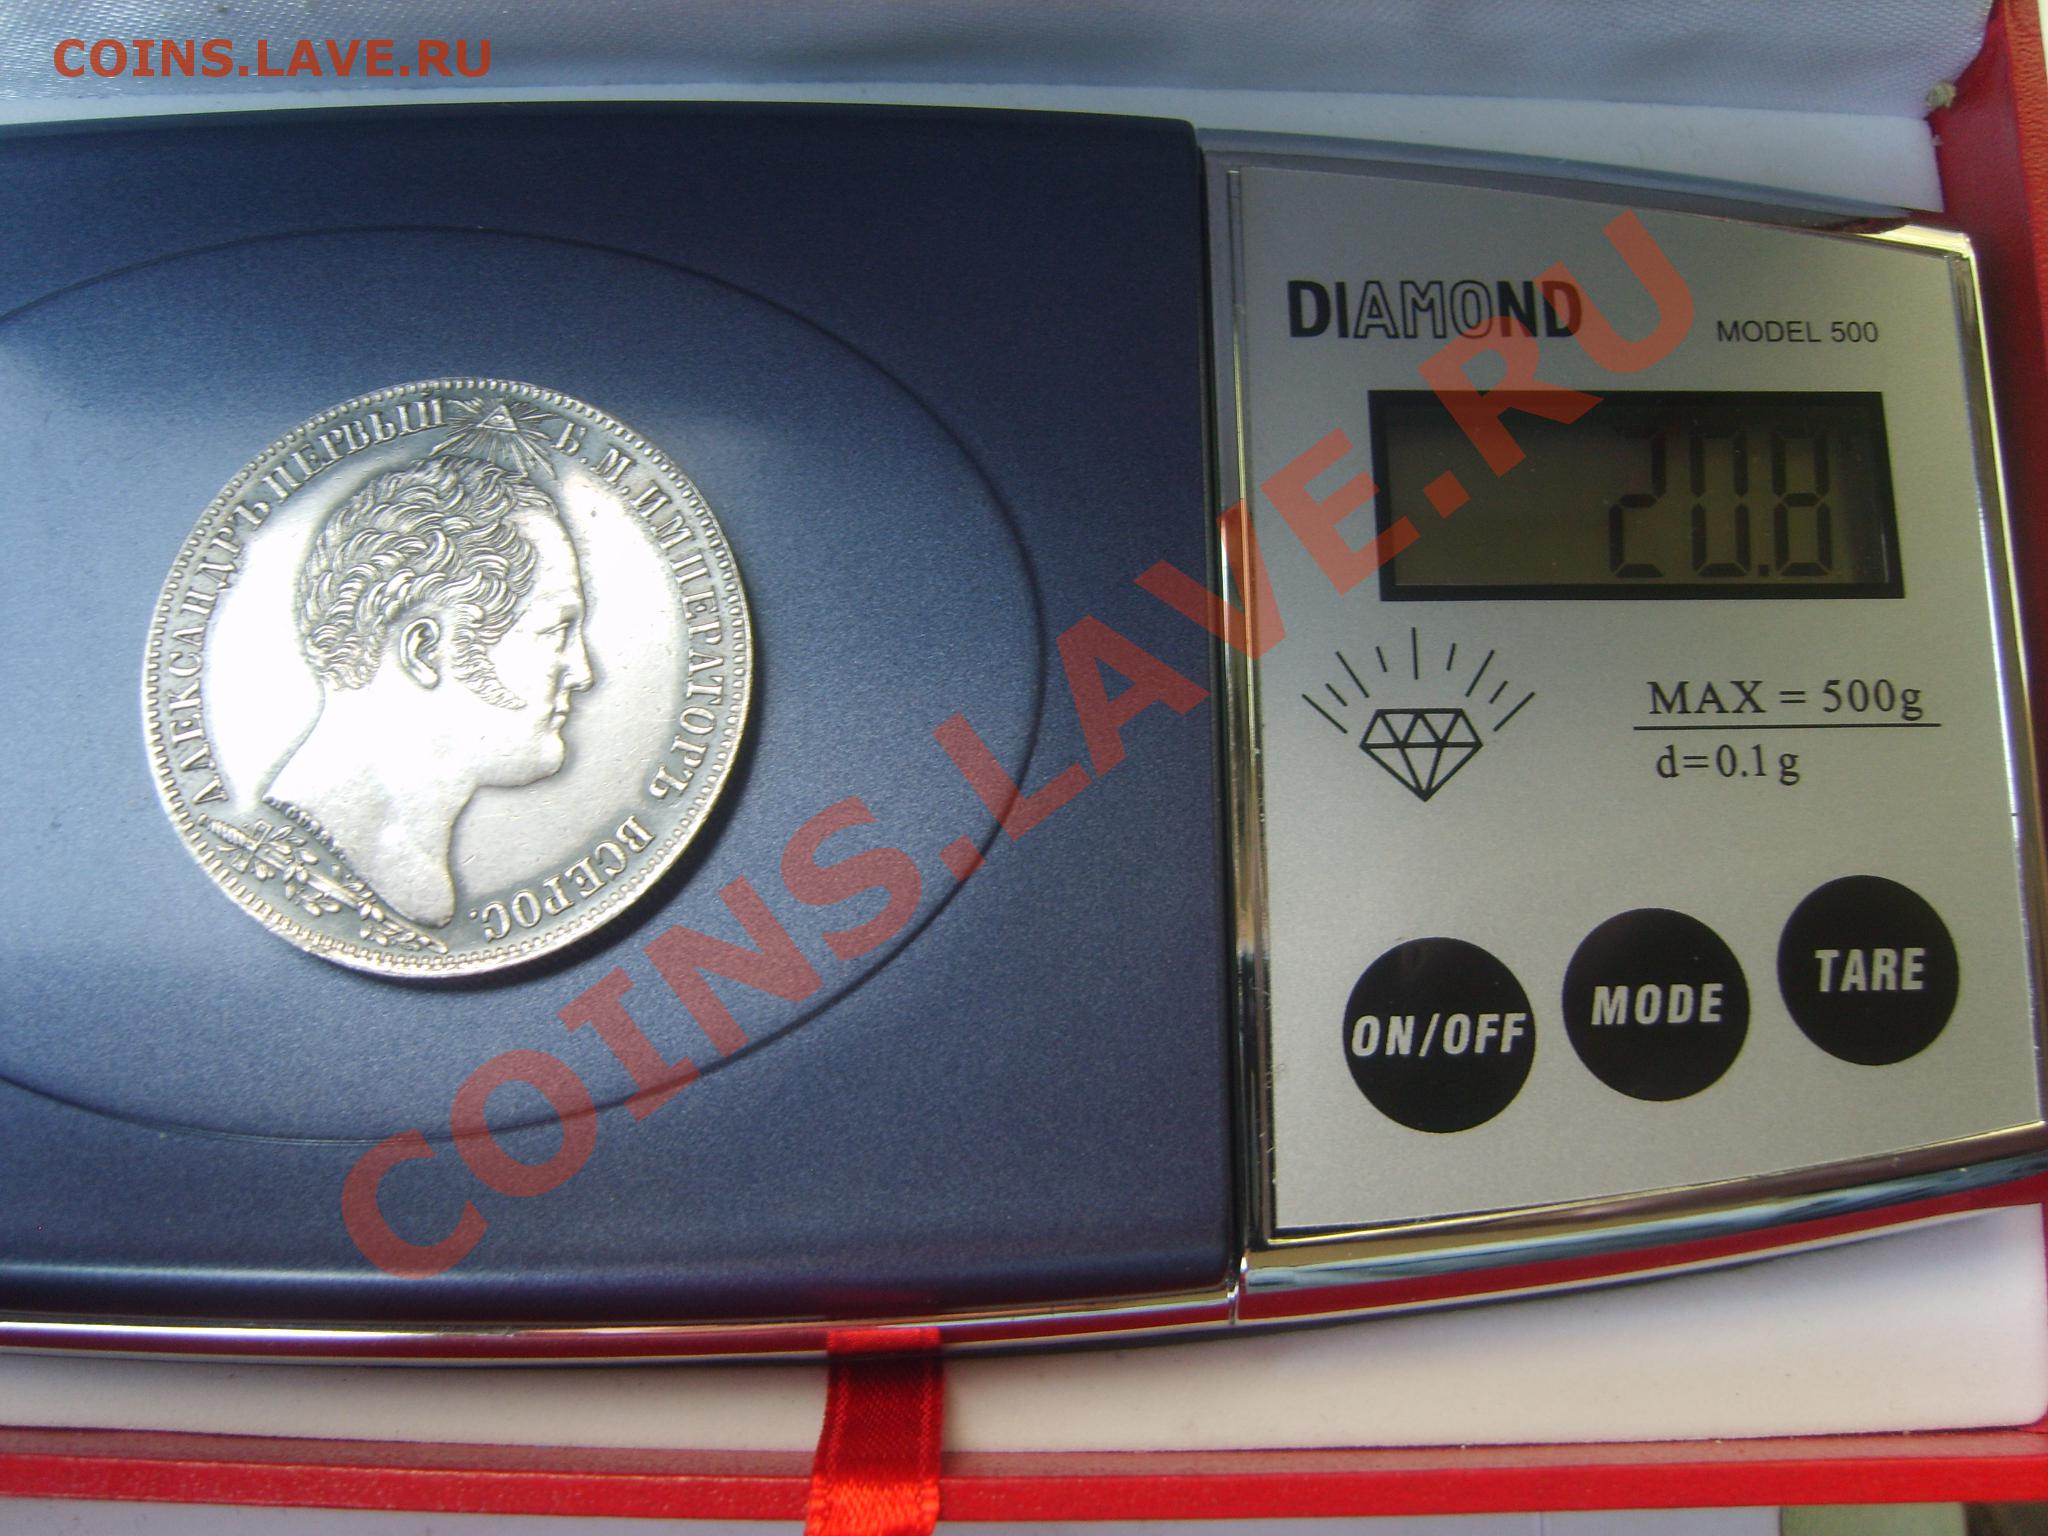 COINS.LAVE.RU
АЛЕКСАНДРЪ ПЕРВЫЙ Б. М. ИМПЕРАТОРЪ ВСЕРОС.
DIAMOND
MODEL 500
20.8
MAX = 500g
d=0.1g
ON/OFF
MODE
TARE
COINS.LAVE.RU